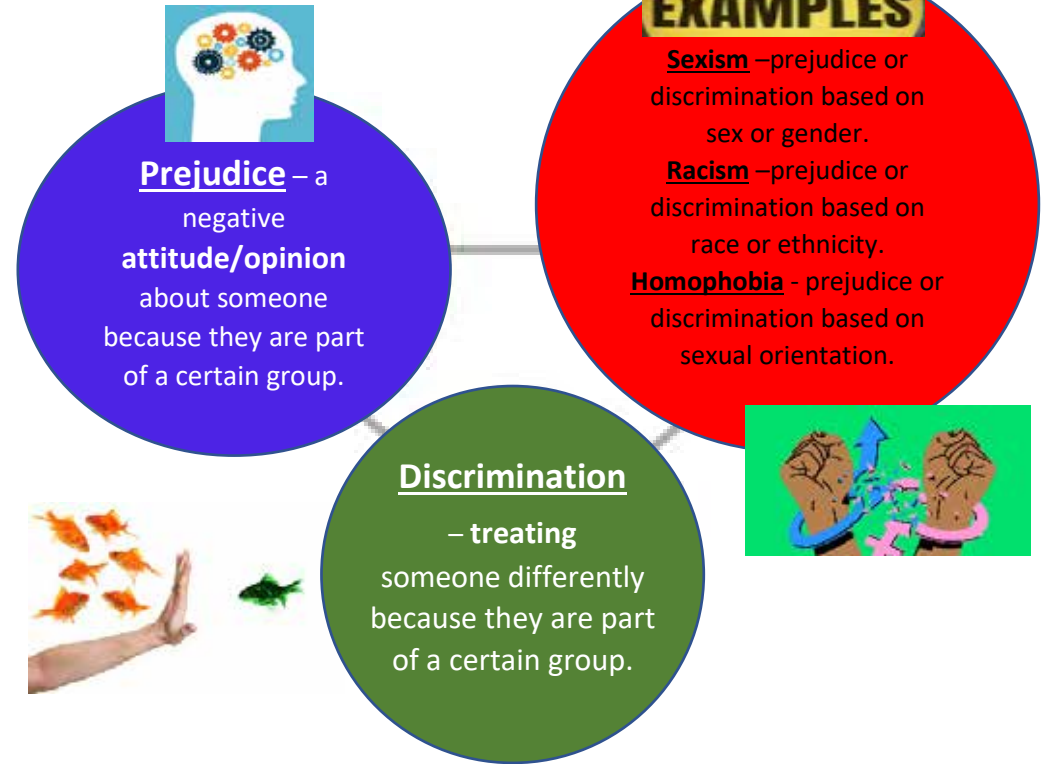 Prejudice – a
negative
attitude/opinion
about someone
because they are part
of a certain group.
EXAMPLES
Sexism –prejudice or
discrimination based on
sex or gender.
Racism –prejudice or
discrimination based on
race or ethnicity.
Homophobia - prejudice or
discrimination based on
sexual orientation.
Discrimination
– treating
someone differently
because they are part
of a certain group.